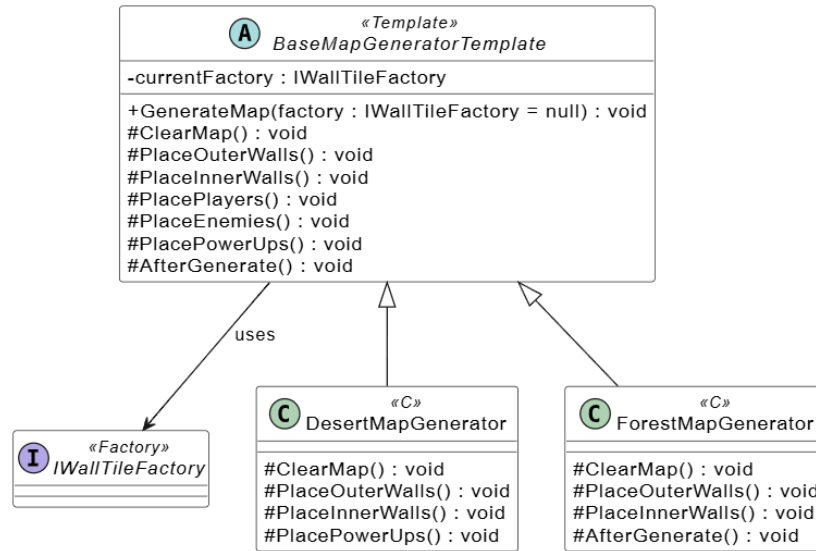 A
«Template»
BaseMapGeneratorTemplate
-currentFactory : IWallTileFactory
+GenerateMap(factory : IWallTileFactory = null) : void
#ClearMap() : void
#PlaceOuterWalls() : void
#PlaceInnerWalls() : void
#PlacePlayers() : void
#PlaceEnemies() : void
#PlacePowerUps() : void
#AfterGenerate() : void
uses
I
«Factory»
IWallTileFactory
C
«C»
DesertMapGenerator
#ClearMap() : void
#PlaceOuterWalls() : void
#PlaceInnerWalls() : void
#PlacePowerUps() : void
C
«C»
ForestMapGenerator
#ClearMap() : void
#PlaceOuterWalls() : void
#PlaceInnerWalls() : void
#AfterGenerate() : void